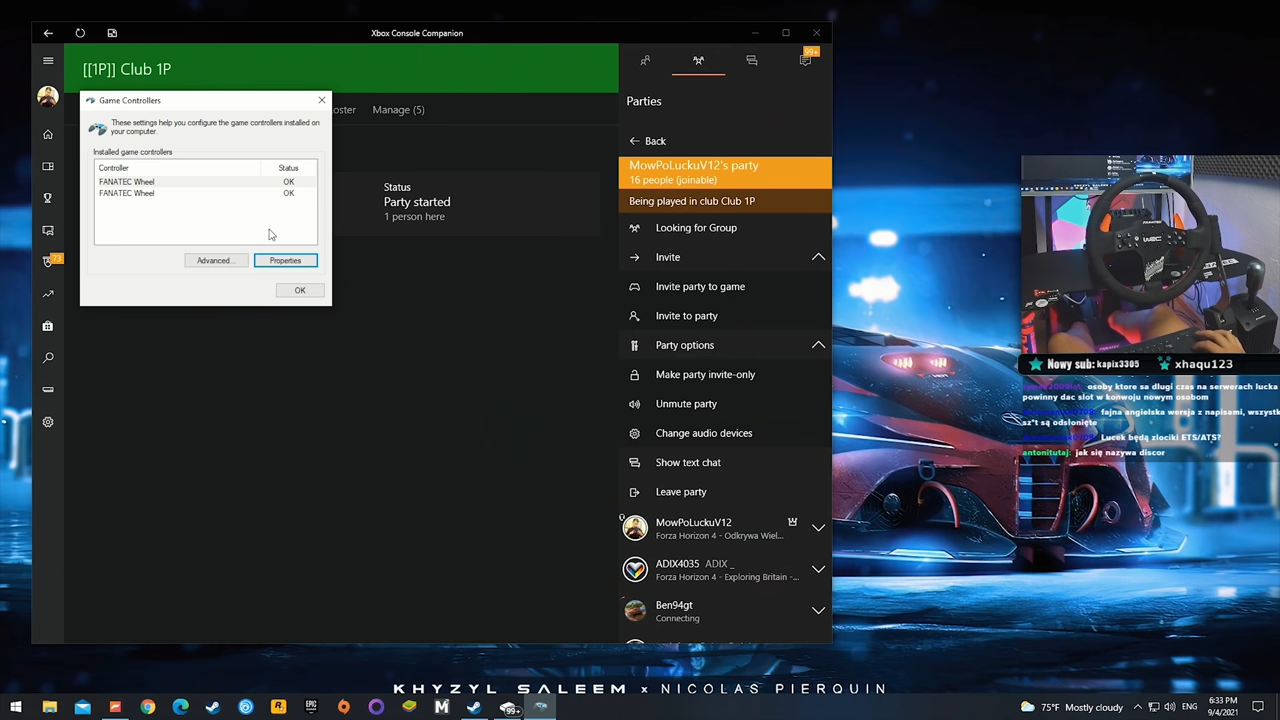 Xbox Console Companion
[[1P]] Club 1P
Manage (5)
Game Controllers
These settings help you configure the game controllers installed on
your computer.
Installed game controllers
Controller Status
FANATEC Wheel OK
FANATEC Wheel OK
Advanced... Properties
OK
Status
Party started
1 person here
73
99+
Parties
Back
MowPoLuckuV12's party
16 people (joinable)
Being played in club Club 1P
Looking for Group
Invite
Invite party to game
Invite to party
Party options
Make party invite-only
Unmute party
Change audio devices
Show text chat
Leave party
MowPoLuckuV12
Forza Horizon 4 - Odkrywa Wiel...
ADIX4035 ADIX _
Forza Horizon 4 - Exploring Britain -...
Ben94gt
Connecting
Nowy sub: kapix3305 xhaqu123
osoby ktore sa dlugi czas na serwerach lucka
powinny dac slot w konwoju nowym osobom
fajna angielska wersja z napisami, wszystk
sz*t są odsłonięte
Lucek będą zlociki ETS/ATS?
antonitutaj: jak się nazywa discor
KHYZYL SALEEM x NICOLAS PIERQUIN
99+
75°F Mostly cloudy
ENG
6:33 PM
9/4/2021